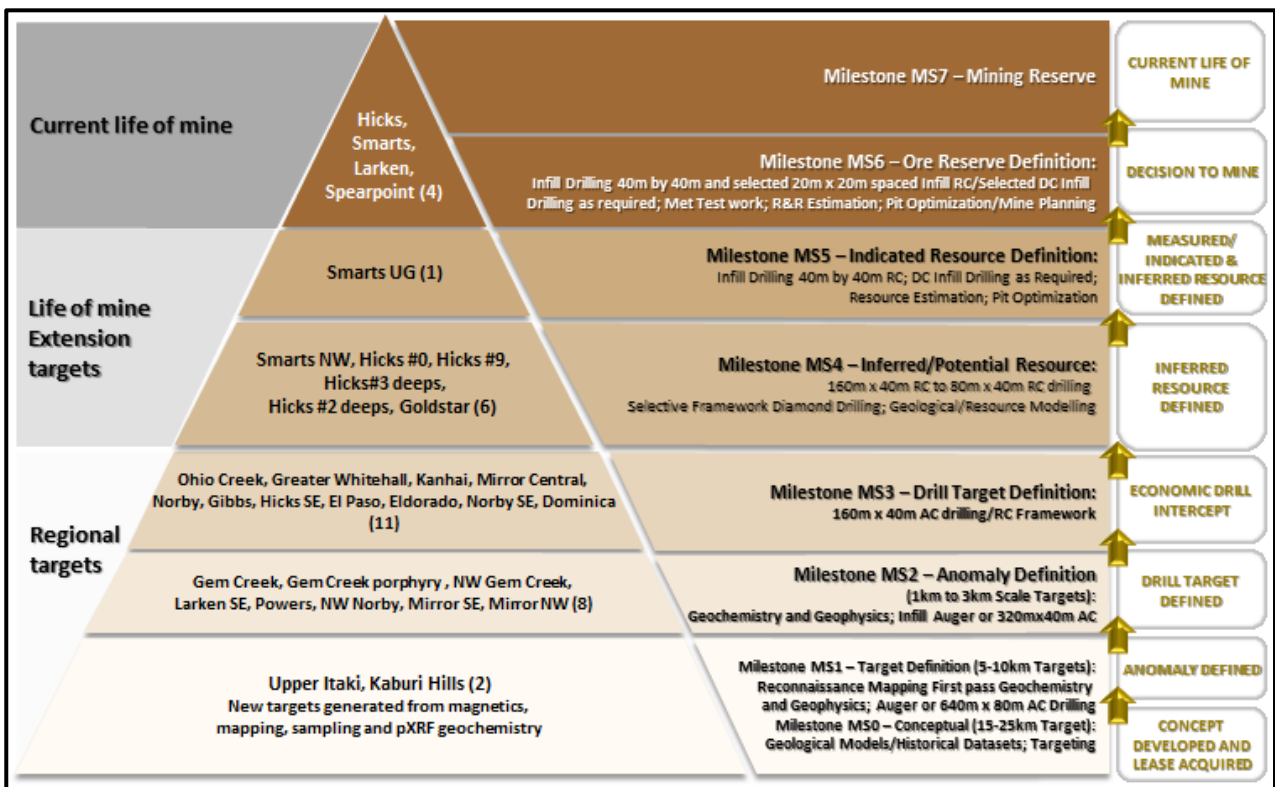 Current life of mine
Hicks,
Smarts,
Larken,
Spearpoint (4)
Milestone MS7 – Mining Reserve
Milestone MS6 – Ore Reserve Definition:
Infill Drilling 40m by 40m and selected 20m x 20m spaced Infill RC/Selected DC Infill
Drilling as required; Met Test work; R&R Estimation; Pit Optimization/Mine Planning
CURRENT LIFE OF
MINE
DECISION TO MINE
Life of mine
Extension
targets
Smarts UG (1)
Milestone MS5 – Indicated Resource Definition:
Infill Drilling 40m by 40m RC; DC Infill Drilling as Required;
Resource Estimation; Pit Optimization
MEASURED/
INDICATED &
INFERRED RESOURCE
DEFINED
Smarts NW, Hicks #0, Hicks #9,
Hicks#3 deeps,
Hicks #2 deeps, Goldstar (6)
Milestone MS4 – Inferred/Potential Resource:
160m x 40m RC to 80m x 40m RC drilling
Selective Framework Diamond Drilling; Geological/Resource Modelling
INFERRED
RESOURCE
DEFINED
Regional
targets
Ohio Creek, Greater Whitehall, Kanhai, Mirror Central,
Norby, Gibbs, Hicks SE, El Paso, Eldorado, Norby SE, Dominica
(11)
Milestone MS3 – Drill Target Definition:
160m x 40m AC drilling/RC Framework
ECONOMIC DRILL
INTERCEPT
Gem Creek, Gem Creek porphyry , NW Gem Creek,
Larken SE, Powers, NW Norby, Mirror SE, Mirror NW (8)
Milestone MS2 – Anomaly Definition
(1km to 3km Scale Targets):
Geochemistry and Geophysics; Infill Auger or 320mx40m AC
DRILL TARGET
DEFINED
Upper Itaki, Kaburi Hills (2)
New targets generated from magnetics,
mapping, sampling and pXRF geochemistry
Milestone MS1 – Target Definition (5-10km Targets):
Reconnaissance Mapping First pass Geochemistry
and Geophysics; Auger or 640m x 80m AC Drilling
Milestone MS0 – Conceptual (15-25km Target):
Geological Models/Historical Datasets; Targeting
ANOMALY DEFINED
CONCEPT
DEVELOPED AND
LEASE ACQUIRED